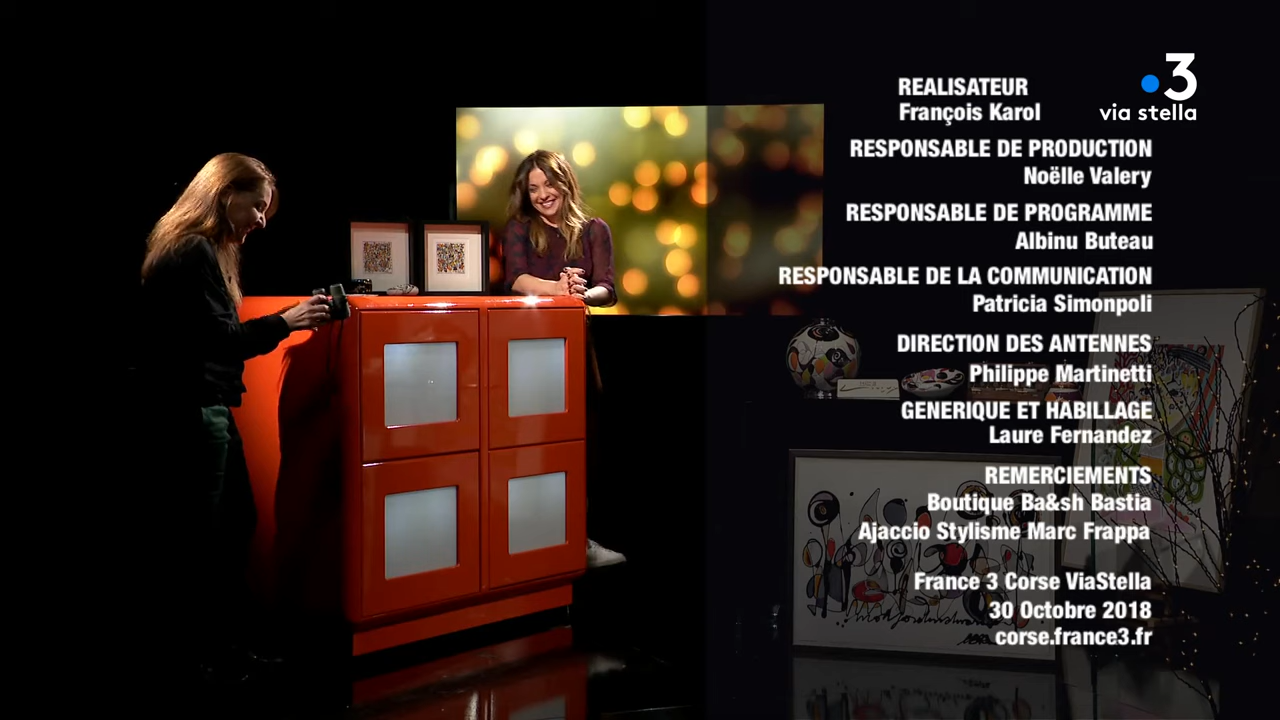 3
via stella
REALISATEUR
François Karol
RESPONSABLE DE PRODUCTION
Noëlle Valery
RESPONSABLE DE PROGRAMME
Albinu Buteau
RESPONSABLE DE LA COMMUNICATION
Patricia Simonpoli
DIRECTION DES ANTENNES
Philippe Martinetti
GENERIQUE ET HABILLAGE
Laure Fernandez
REMERCIEMENTS
Boutique Ba&sh Bastia
Ajaccio Stylisme Marc Frappa
France 3 Corse ViaStella
30 Octobre 2018
corse.france3.fr